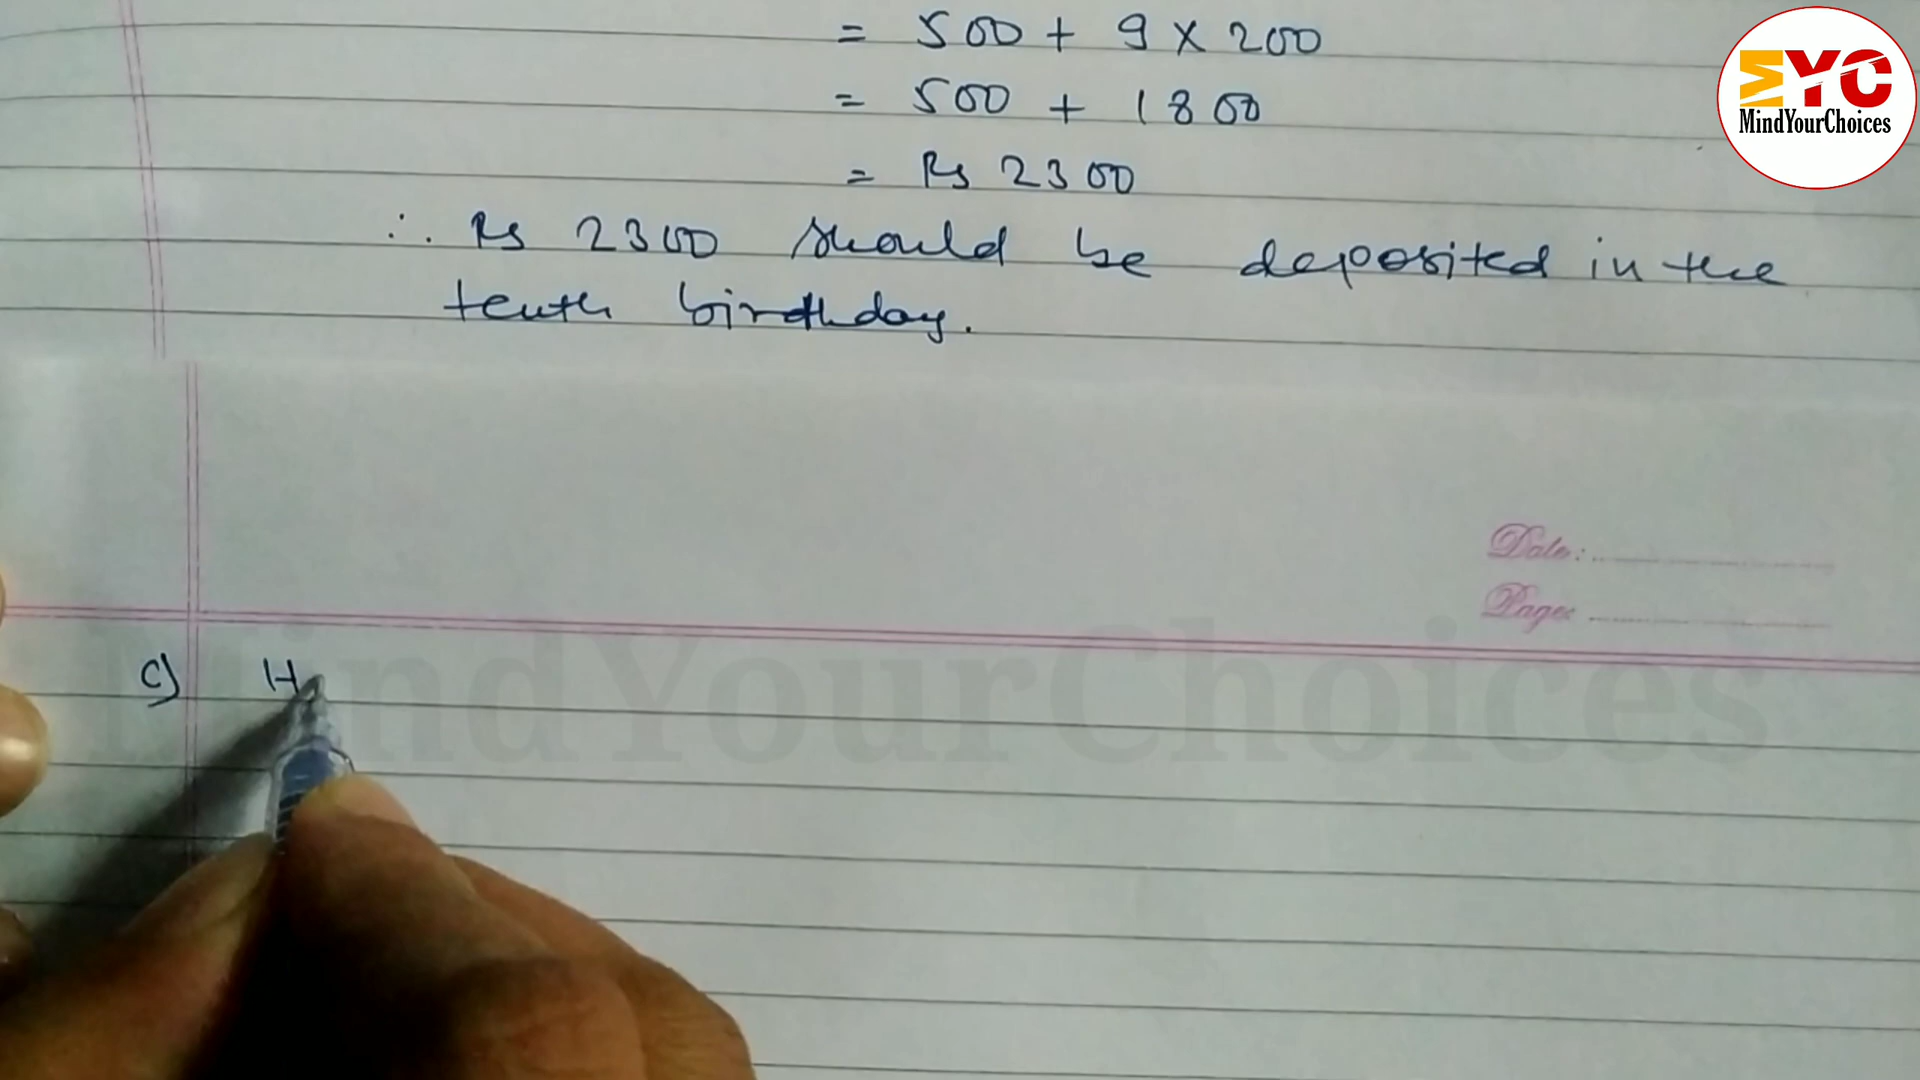 = 500 + 9 × 200
= 500 + 1800
= Rs 2300
∴ Rs 2300 should be deposited in the
tenth birthday.
MYC
MindYourChoices
Date:
Page:
c) H
MindYourChoices